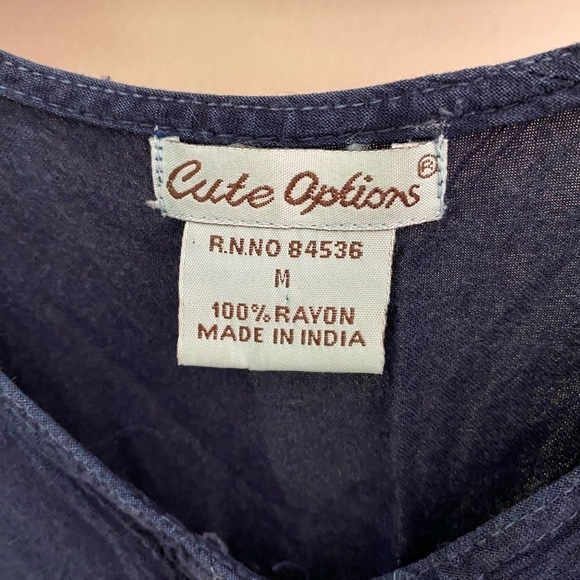 Cute Options®
R.N.NO 84536
M
100% RAYON
MADE IN INDIA